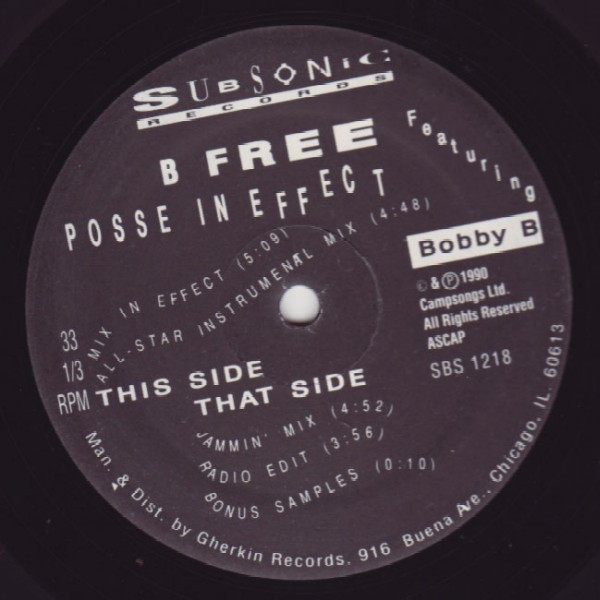 SUBSONIC
RECORDS
B FREE
POSSE IN EFFECT
Featuring
Bobby B
MIX IN EFFECT (5:09)
ALL-STAR INSTRUMENTAL MIX (4:48)
© & ℗ 1990
Campsongs Ltd.
All Rights Reserved
ASCAP
SBS 1218
33
1/3
RPM
THIS SIDE
THAT SIDE
JAMMIN' MIX (4:52)
RADIO EDIT (3:56)
BONUS SAMPLES (0:10)
Man. & Dist. by Gherkin Records, 916 Buena Ave., Chicago, IL. 60613